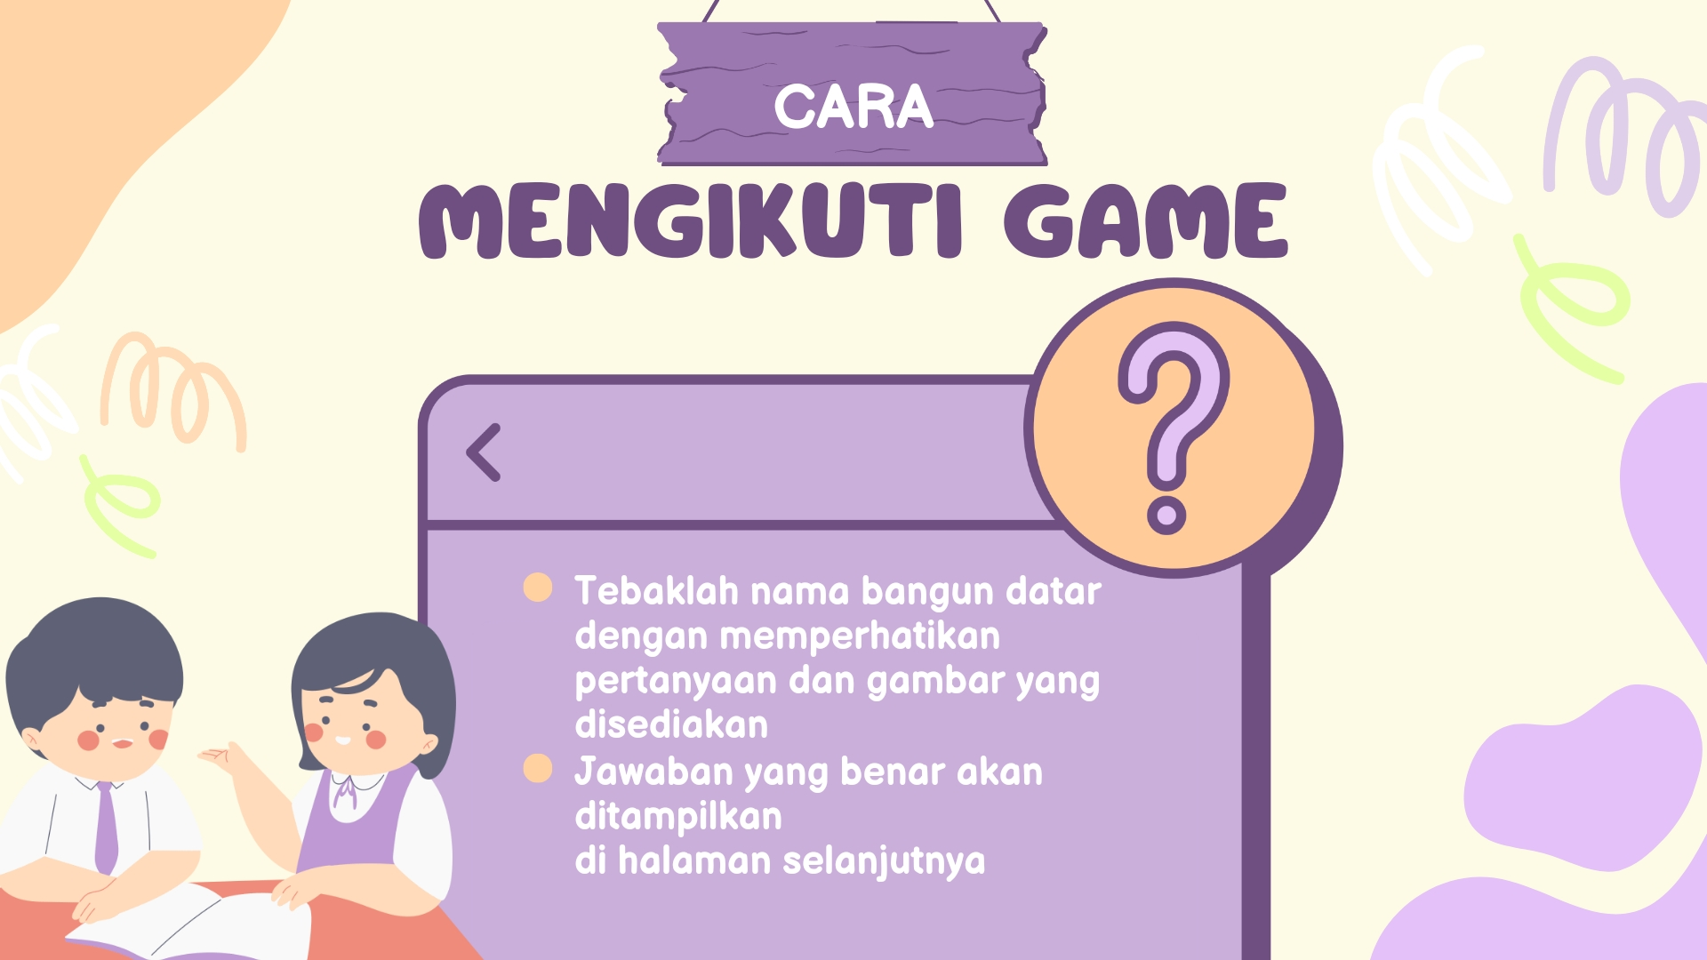 CARA
MENGIKUTI GAME
?
Tebaklah nama bangun datar
dengan memperhatikan
pertanyaan dan gambar yang
disediakan
Jawaban yang benar akan
ditampilkan
di halaman selanjutnya